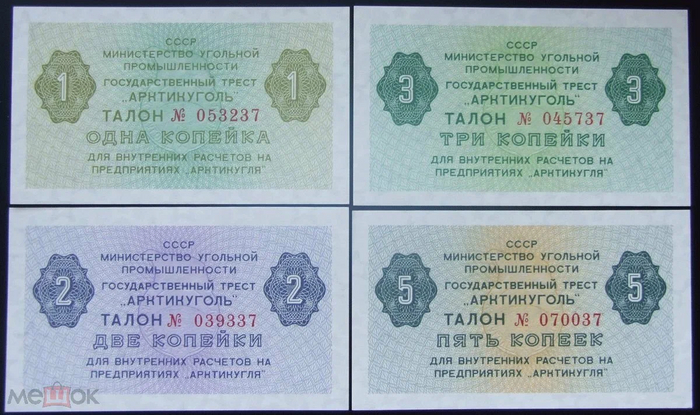 СССР
МИНИСТЕРСТВО УГОЛЬНОЙ
ПРОМЫШЛЕННОСТИ
1 ГОСУДАРСТВЕННЫЙ ТРЕСТ 1
„АРКТИКУГОЛЬ"
ТАЛОН № 053237
ОДНА КОПЕЙКА
ДЛЯ ВНУТРЕННИХ РАСЧЕТОВ НА
ПРЕДПРИЯТИЯХ „АРКТИКУГЛЯ"
СССР
МИНИСТЕРСТВО УГОЛЬНОЙ
ПРОМЫШЛЕННОСТИ
3 ГОСУДАРСТВЕННЫЙ ТРЕСТ 3
„АРКТИКУГОЛЬ"
ТАЛОН № 045737
ТРИ КОПЕЙКИ
ДЛЯ ВНУТРЕННИХ РАСЧЕТОВ НА
ПРЕДПРИЯТИЯХ „АРКТИКУГЛЯ"
СССР
МИНИСТЕРСТВО УГОЛЬНОЙ
ПРОМЫШЛЕННОСТИ
2 ГОСУДАРСТВЕННЫЙ ТРЕСТ 2
„АРКТИКУГОЛЬ"
ТАЛОН № 039337
ДВЕ КОПЕЙКИ
ДЛЯ ВНУТРЕННИХ РАСЧЕТОВ НА
ПРЕДПРИЯТИЯХ „АРКТИКУГЛЯ"
СССР
МИНИСТЕРСТВО УГОЛЬНОЙ
ПРОМЫШЛЕННОСТИ
5 ГОСУДАРСТВЕННЫЙ ТРЕСТ 5
„АРКТИКУГОЛЬ"
ТАЛОН № 070037
ПЯТЬ КОПЕЕК
ДЛЯ ВНУТРЕННИХ РАСЧЕТОВ НА
ПРЕДПРИЯТИЯХ „АРКТИКУГЛЯ"
мешок